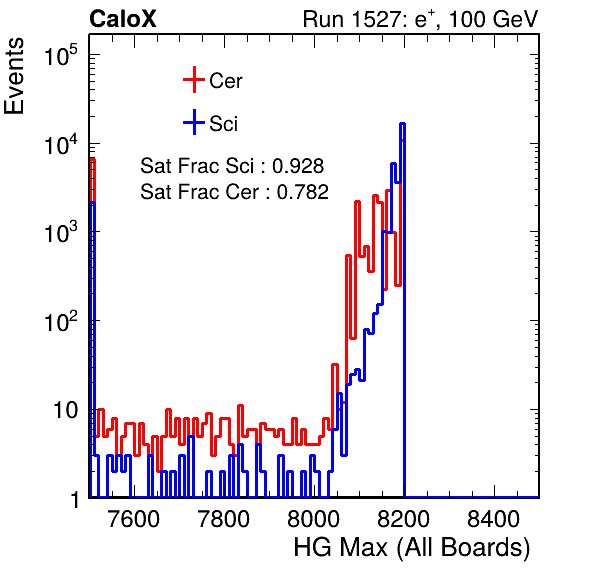 CaloX Run 1527: e⁺, 100 GeV
Events
Cer
Sci
Sat Frac Sci : 0.928
Sat Frac Cer : 0.782
10⁵
10⁴
10³
10²
10
1
7600 7800 8000 8200 8400
HG Max (All Boards)